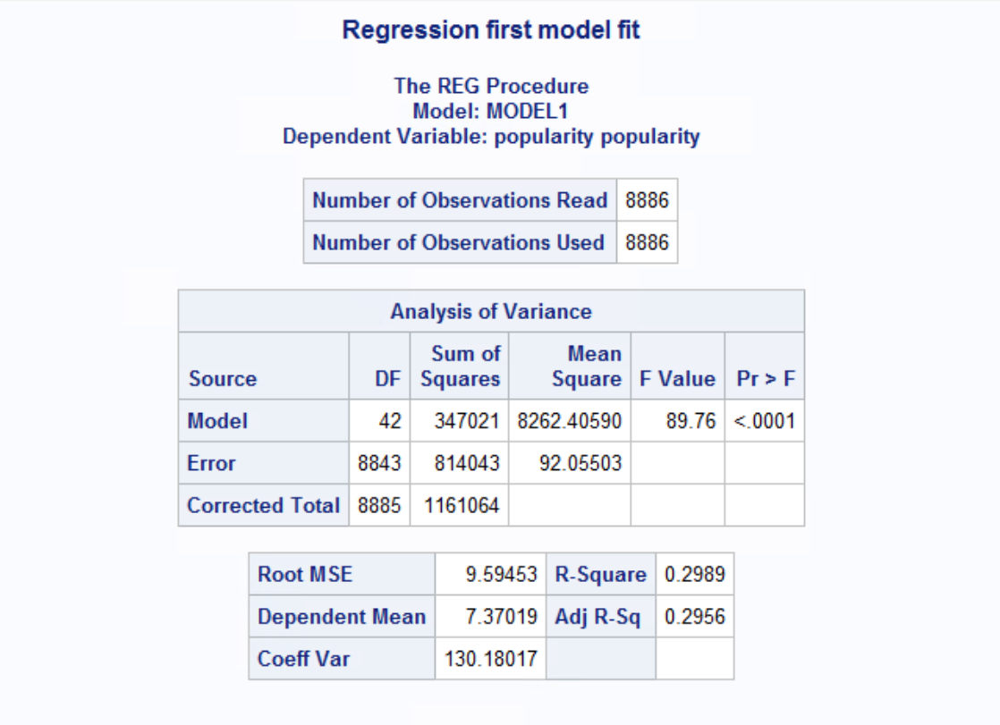 Regression first model fit
The REG Procedure
Model: MODEL1
Dependent Variable: popularity popularity
Number of Observations Read 8886
Number of Observations Used 8886
Analysis of Variance
Source DF Sum of Squares Mean Square F Value Pr > F
Model 42 347021 8262.40590 89.76 <.0001
Error 8843 814043 92.05503
Corrected Total 8885 1161064
Root MSE 9.59453 R-Square 0.2989
Dependent Mean 7.37019 Adj R-Sq 0.2956
Coeff Var 130.18017